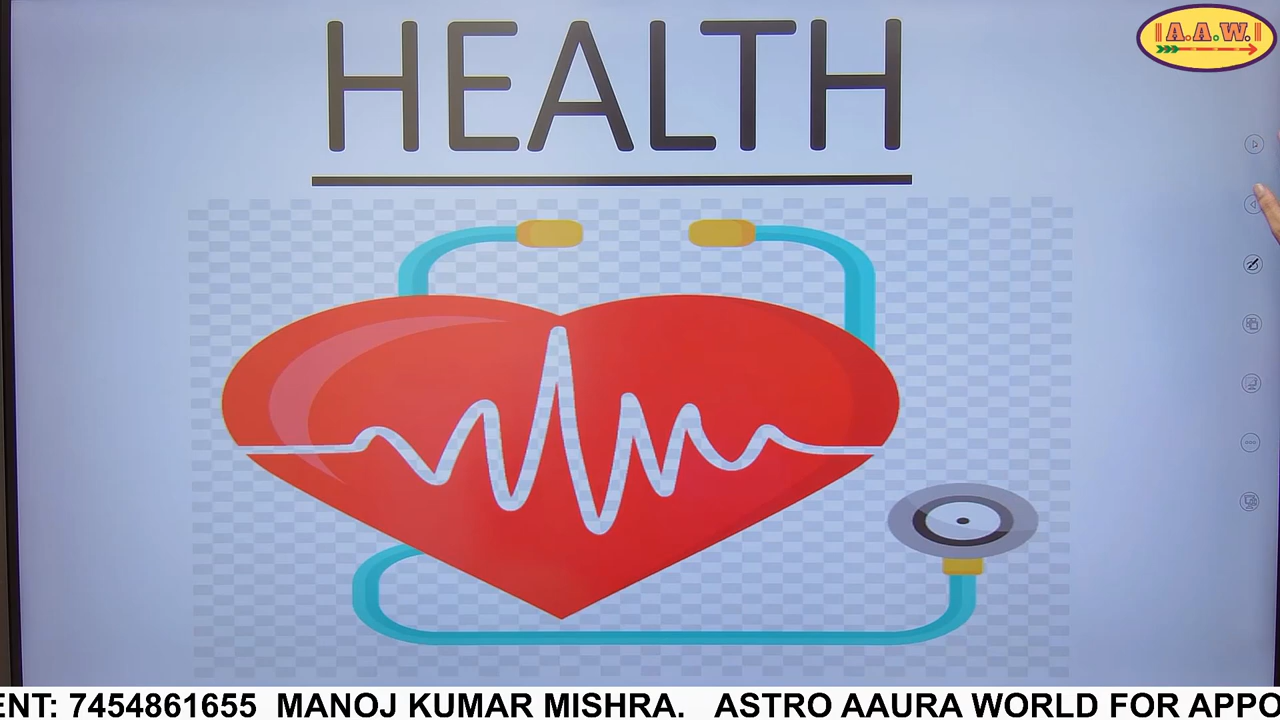 HEALTH
A.A.W.
ENT: 7454861655 MANOJ KUMAR MISHRA. ASTRO AAURA WORLD FOR APPO